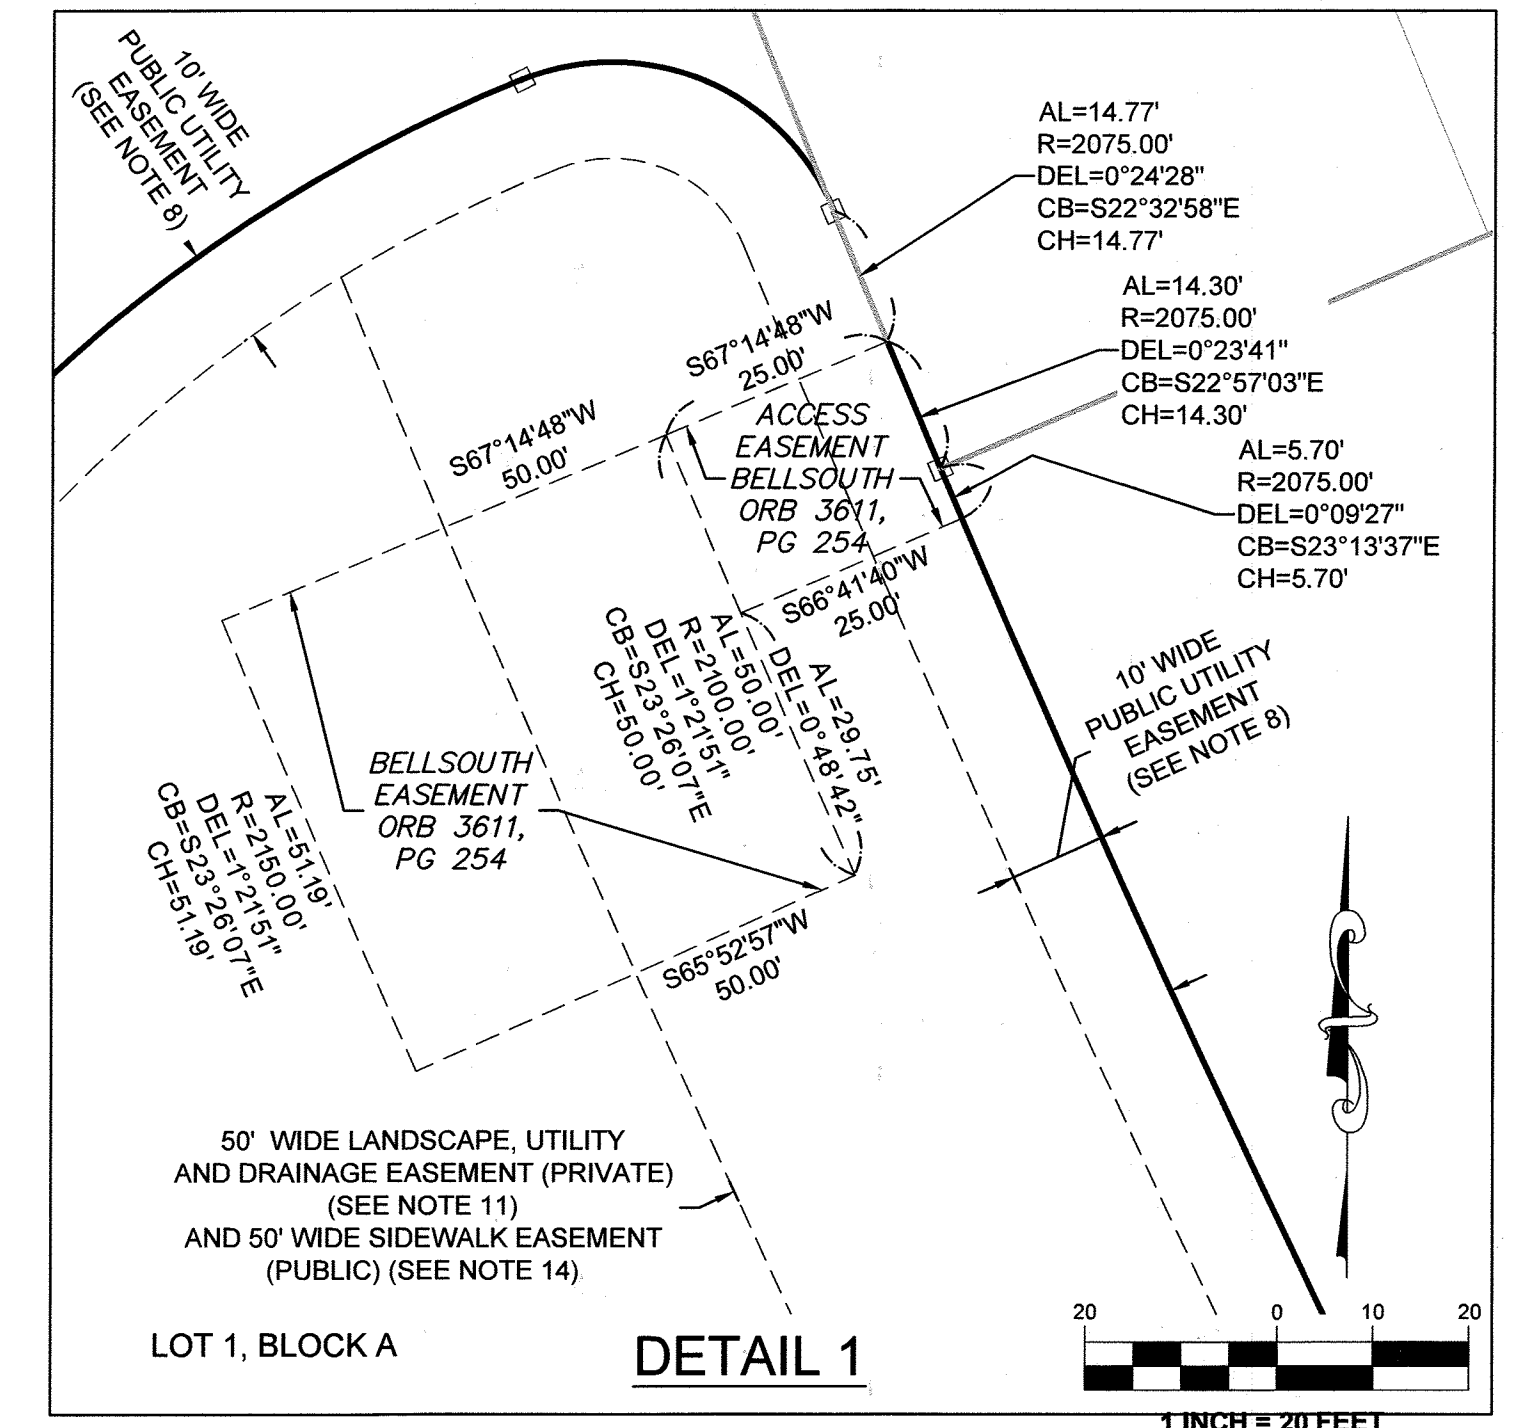 10' WIDE
PUBLIC UTILITY
EASEMENT
(SEE NOTE 8)
AL=14.77'
R=2075.00'
DEL=0°24'28"
CB=S22°32'58"E
CH=14.77'
AL=14.30'
R=2075.00'
DEL=0°23'41"
CB=S22°57'03"E
CH=14.30'
AL=5.70'
R=2075.00'
DEL=0°09'27"
CB=S23°13'37"E
CH=5.70'
S67°14'48"W
25.00'
S67°14'48"W
50.00'
ACCESS
EASEMENT
BELLSOUTH
ORB 3611,
PG 254
S66°41'40"W
25.00'
AL=50.00'
R=2100.00'
DEL=1°21'51"
CB=S23°26'07"E
CH=50.00'
AL=29.75'
DEL=0°48'42"
10' WIDE
PUBLIC UTILITY
EASEMENT
(SEE NOTE 8)
BELLSOUTH
EASEMENT
ORB 3611,
PG 254
AL=51.19'
R=2150.00'
DEL=1°21'51"
CB=S23°26'07"E
CH=51.19'
S65°52'57"W
50.00'
50' WIDE LANDSCAPE, UTILITY
AND DRAINAGE EASEMENT (PRIVATE)
(SEE NOTE 11)
AND 50' WIDE SIDEWALK EASEMENT
(PUBLIC) (SEE NOTE 14)
LOT 1, BLOCK A
DETAIL 1
20 0 10 20
1 INCH = 20 FEET